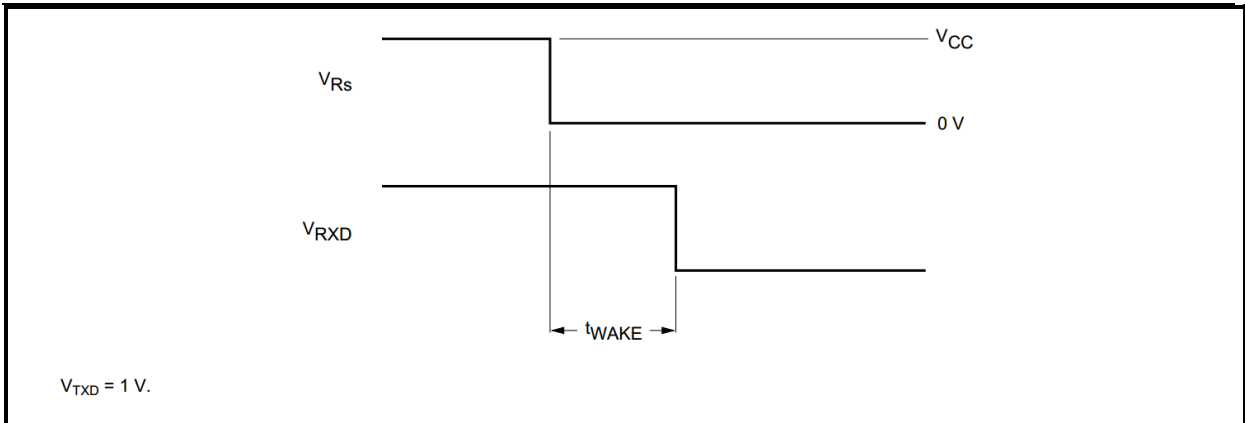 VCC
VRs
0 V
VRXD
tWAKE
VTXD = 1 V.